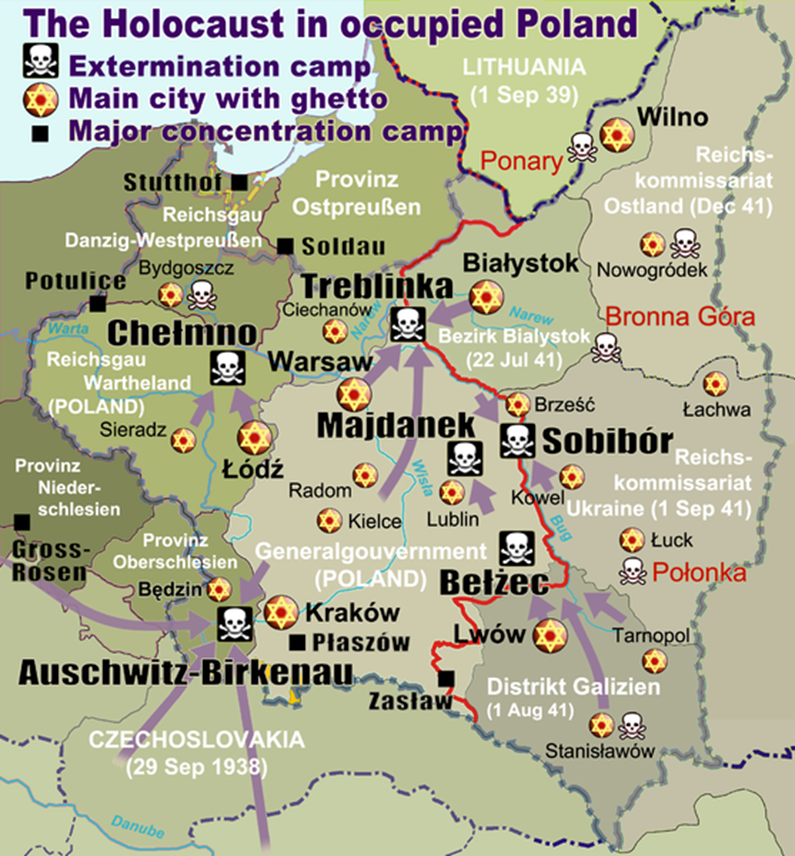 The Holocaust in occupied Poland
Extermination camp
Main city with ghetto
Major concentration camp
LITHUANIA
(1 Sep 39)
Wilno
Ponary
Reichs-
kommissariat
Ostland (Dec 41)
Stutthof
Provinz
Ostpreußen
Reichsgau
Danzig-Westpreußen
Soldau
Nowogródek
Bydgoszcz
Białystok
Potulice
Treblinka
Ciechanów
Narew
Narew
Bronna Góra
Warta
Chełmno
Bezirk Bialystok
(22 Jul 41)
Reichsgau
Wartheland
(POLAND)
Warsaw
Brześć
Łachwa
Sieradz
Majdanek
Sobibór
Łódź
Reichs-
kommissariat
Ukraine (1 Sep 41)
Provinz
Nieder-
schlesien
Wisła
Radom
Kowel
Lublin
Kielce
Bug
Łuck
Gross-
Rosen
Provinz
Oberschlesien
Generalgouvernment
(POLAND)
Połonka
Będzin
Bełżec
Kraków
Lwów
Tarnopol
Płaszów
Auschwitz-Birkenau
Zasław
Distrikt Galizien
(1 Aug 41)
Stanisławów
CZECHOSLOVAKIA
(29 Sep 1938)
Danube